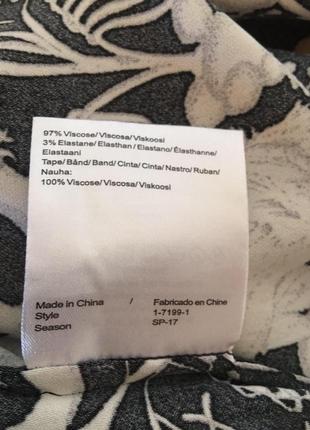 97% Viscose/ Viscosa/ Viskoosi
3% Elastane/ Elasthan/ Elastano/ Élasthanne/
Elastaani
Tape/ Bånd/ Band/ Cinta/ Cinta/ Nastro/ Ruban/
Nauha:
100% Viscose/ Viscosa/ Viskoosi
Made in China / Fabricado en Chine
Style 1-7199-1
Season SP-17